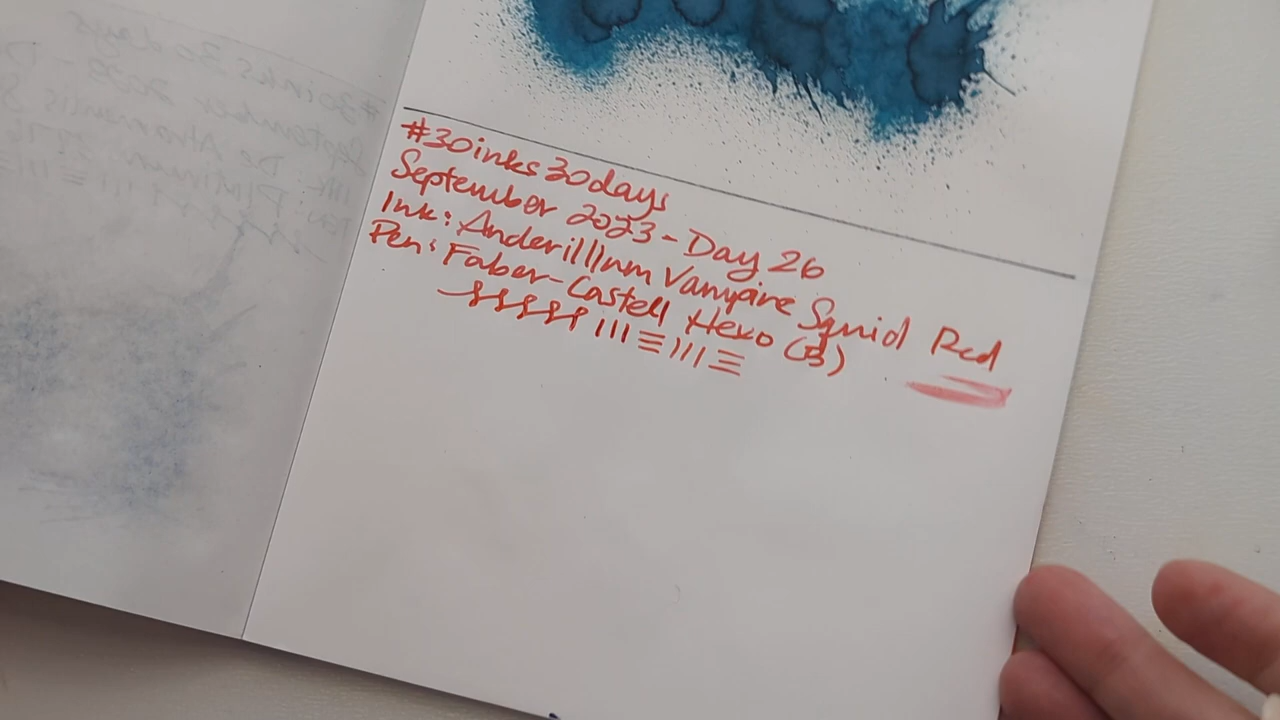 #30inks30days
September 2023 - Day 26
Ink: Anderillium Vampire Squid Red
Pen: Faber-Castell Hexo (B)